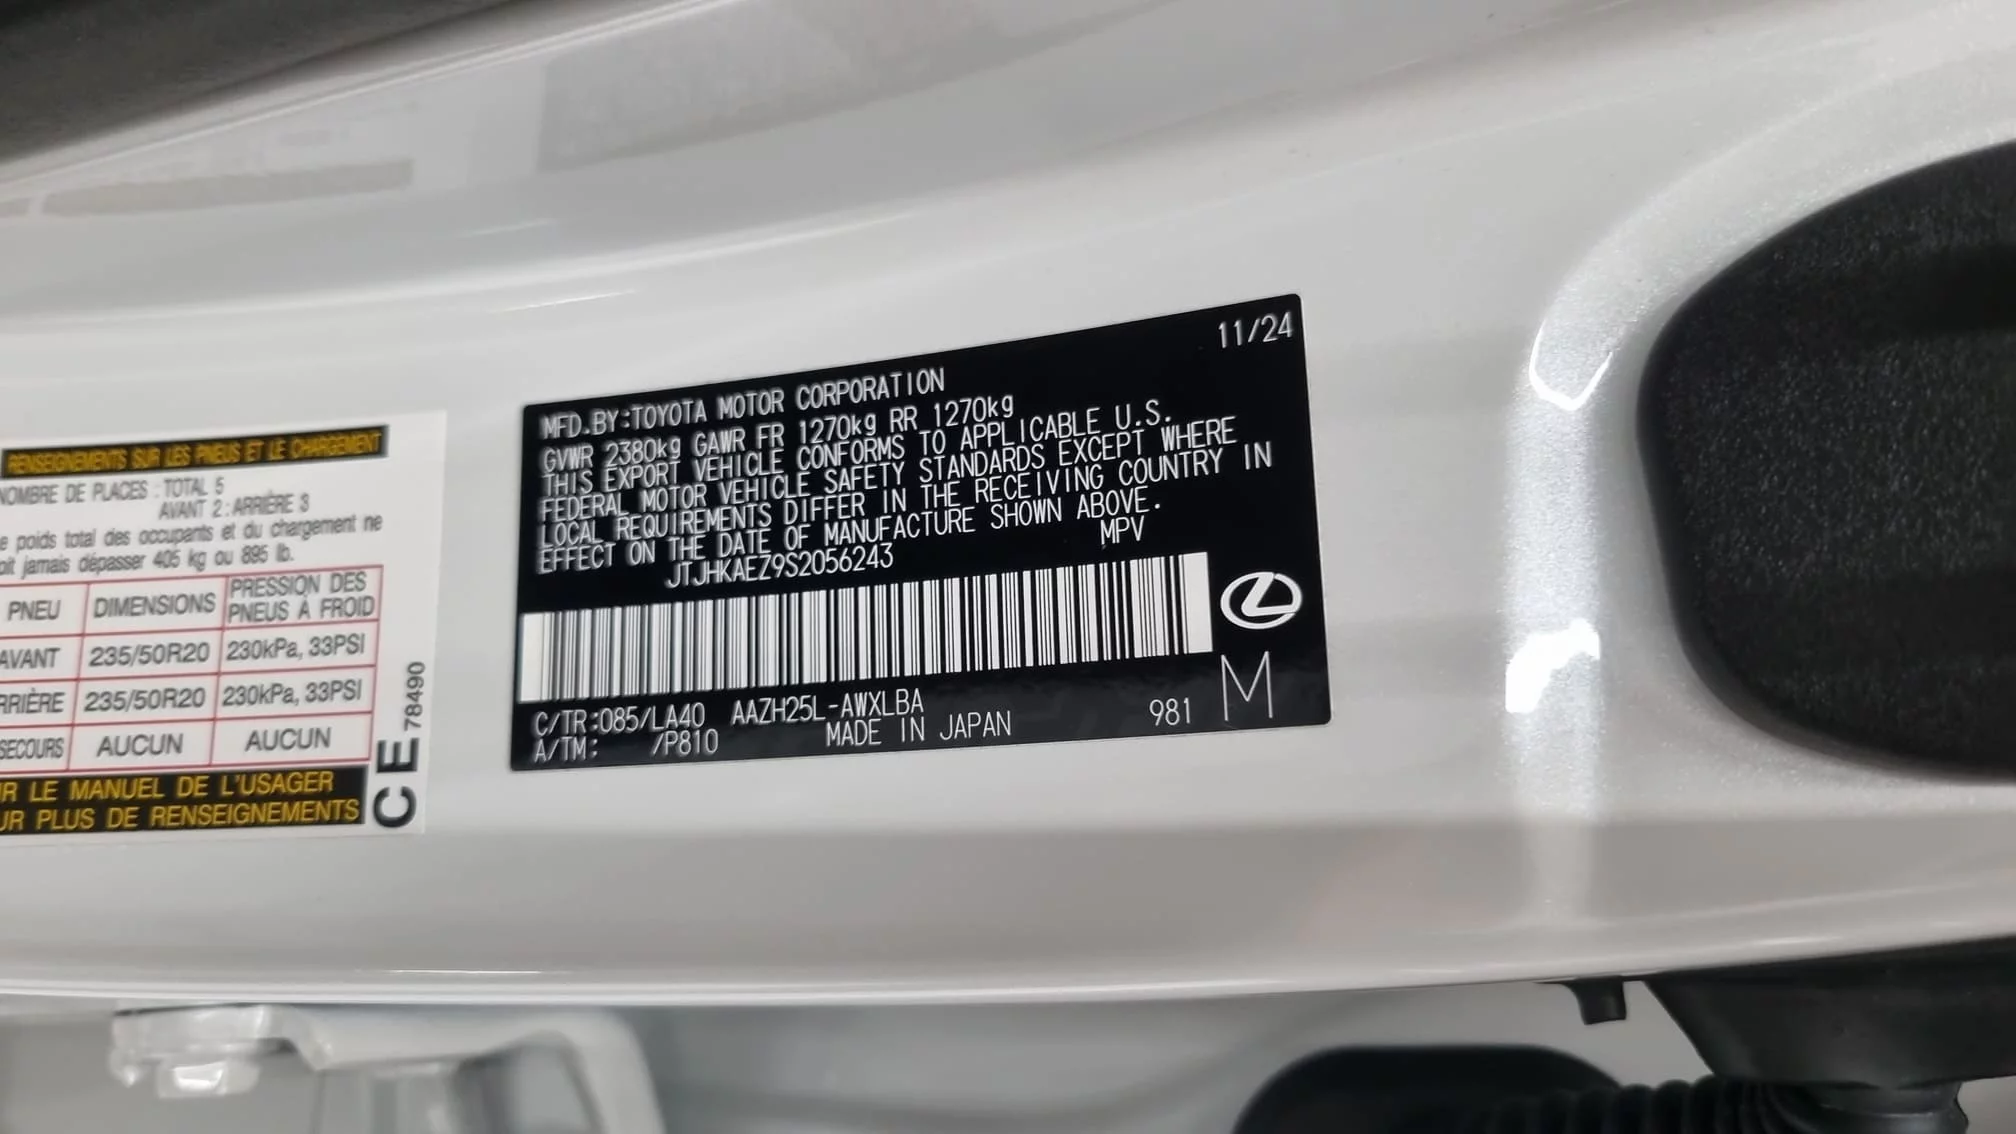 RENSEIGNEMENTS SUR LES PNEUS ET LE CHARGEMENT
NOMBRE DE PLACES : TOTAL 5
AVANT 2 : ARRIÈRE 3
e poids total des occupants et du chargement ne
oit jamais dépasser 405 kg ou 895 lb.
PNEU DIMENSIONS PRESSION DES PNEUS À FROID
AVANT 235/50R20 230kPa, 33PSI
RRIÈRE 235/50R20 230kPa, 33PSI
SECOURS AUCUN AUCUN
R LE MANUEL DE L'USAGER
UR PLUS DE RENSEIGNEMENTS
CE 78490
11/24
MFD.BY:TOYOTA MOTOR CORPORATION
GVWR 2380kg GAWR FR 1270kg RR 1270kg
THIS EXPORT VEHICLE CONFORMS TO APPLICABLE U.S.
FEDERAL MOTOR VEHICLE SAFETY STANDARDS EXCEPT WHERE
LOCAL REQUIREMENTS DIFFER IN THE RECEIVING COUNTRY IN
EFFECT ON THE DATE OF MANUFACTURE SHOWN ABOVE.
JTJHKAEZ9S2056243 MPV
C/TR:085/LA40 AAZH25L-AWXLBA
A/TM: /P810 MADE IN JAPAN 981 M